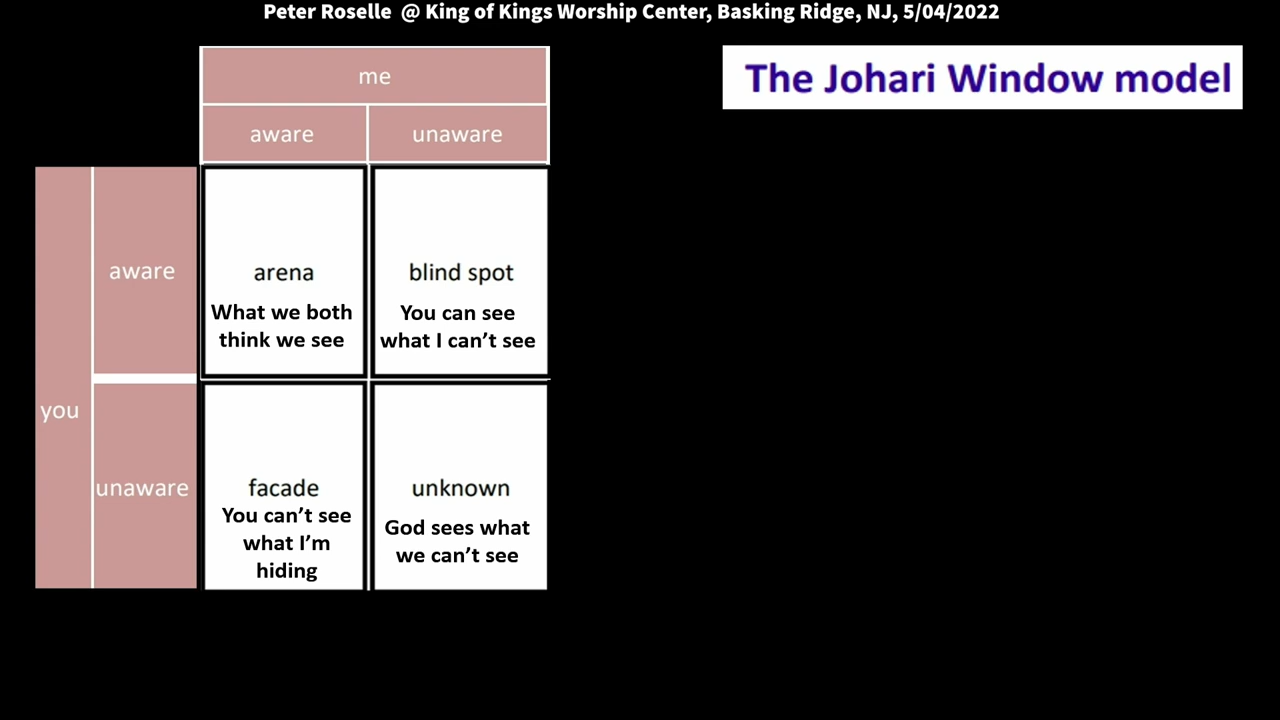 Peter Roselle @ King of Kings Worship Center, Basking Ridge, NJ, 5/04/2022
The Johari Window model
me
aware
unaware
you
aware
arena
What we both
think we see
blind spot
You can see
what I can’t see
unaware
facade
You can’t see
what I’m
hiding
unknown
God sees what
we can’t see